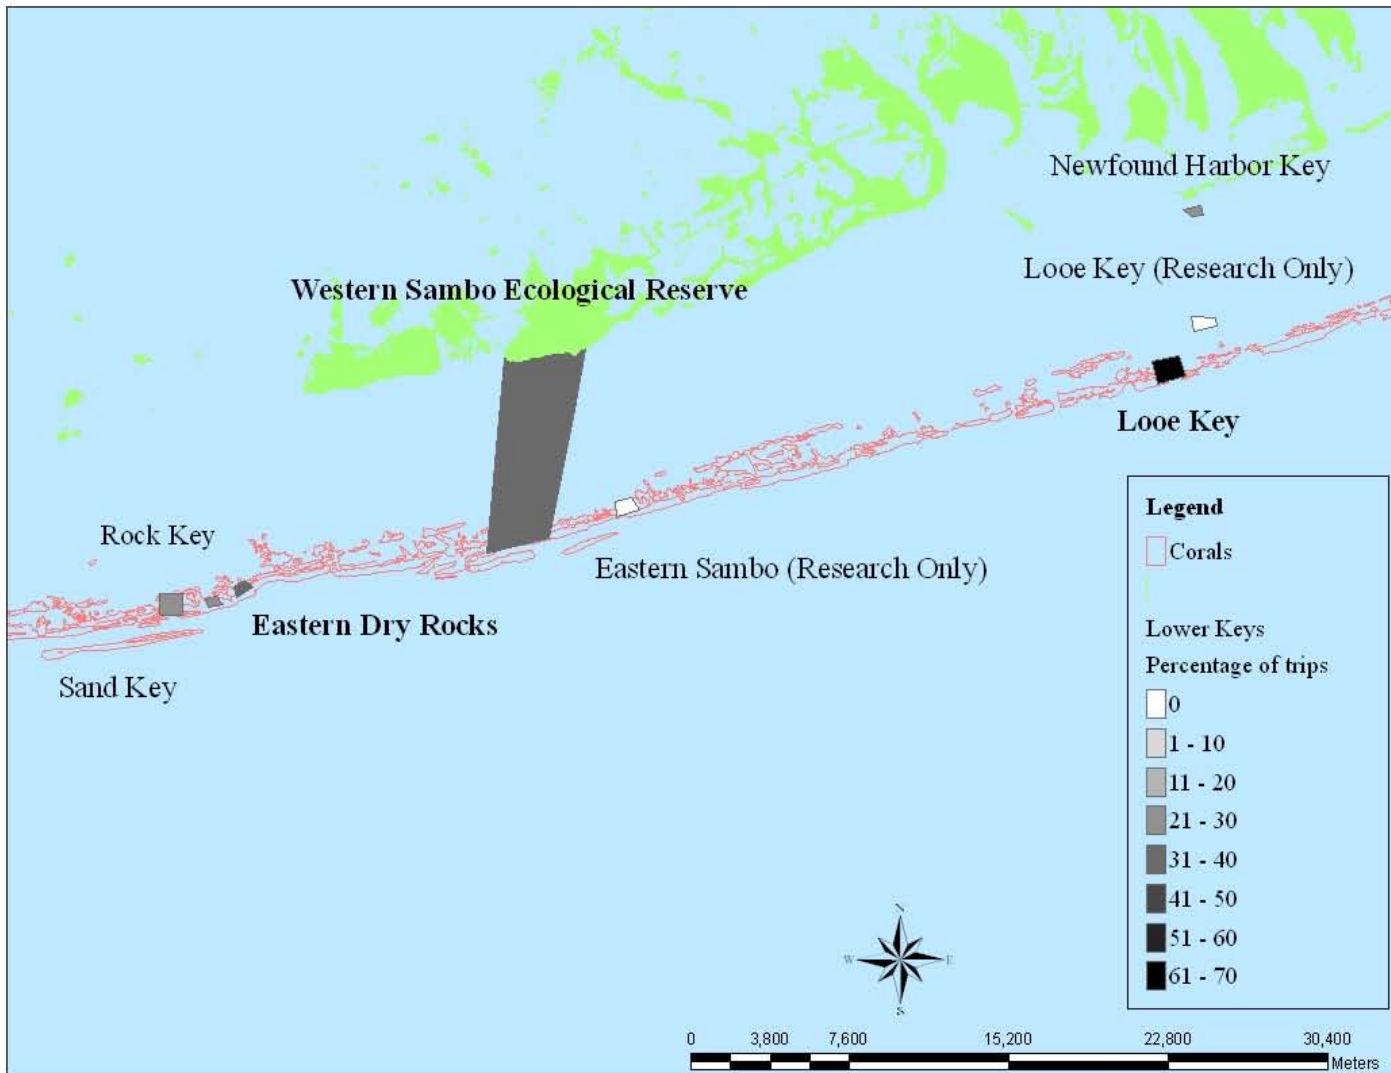 Newfound Harbor Key
Looe Key (Research Only)
Western Sambo Ecological Reserve
Looe Key
Rock Key
Eastern Sambo (Research Only)
Eastern Dry Rocks
Sand Key
Legend
Corals
Lower Keys
Percentage of trips
0
1 - 10
11 - 20
21 - 30
31 - 40
41 - 50
51 - 60
61 - 70
N
W E
S
0 3,800 7,600 15,200 22,800 30,400
Meters